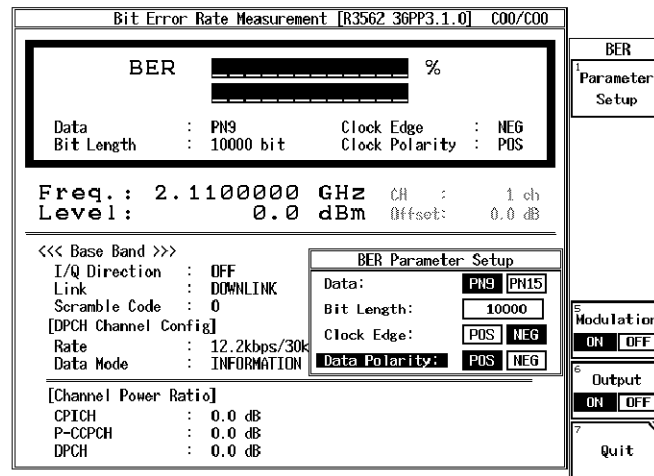 Bit Error Rate Measurement [R3562 3GPP3.1.0] C00/C00
BER %
Data : PN9 Clock Edge : NEG
Bit Length : 10000 bit Clock Polarity : POS
Freq.: 2.1100000 GHz CH : 1 ch
Level: 0.0 dBm Offset: 0.0 dB
<<< Base Band >>>
I/Q Direction : OFF
Link : DOWNLINK
Scramble Code : 0
[DPCH Channel Config]
Rate : 12.2kbps/30k
Data Mode : INFORMATION
[Channel Power Ratio]
CPICH : 0.0 dB
P-CCPCH : 0.0 dB
DPCH : 0.0 dB
BER Parameter Setup
Data: PN9 PN15
Bit Length: 10000
Clock Edge: POS NEG
Data Polarity: POS NEG
BER
1
Parameter
Setup
5
Modulation
ON OFF
6
Output
ON OFF
7
Quit